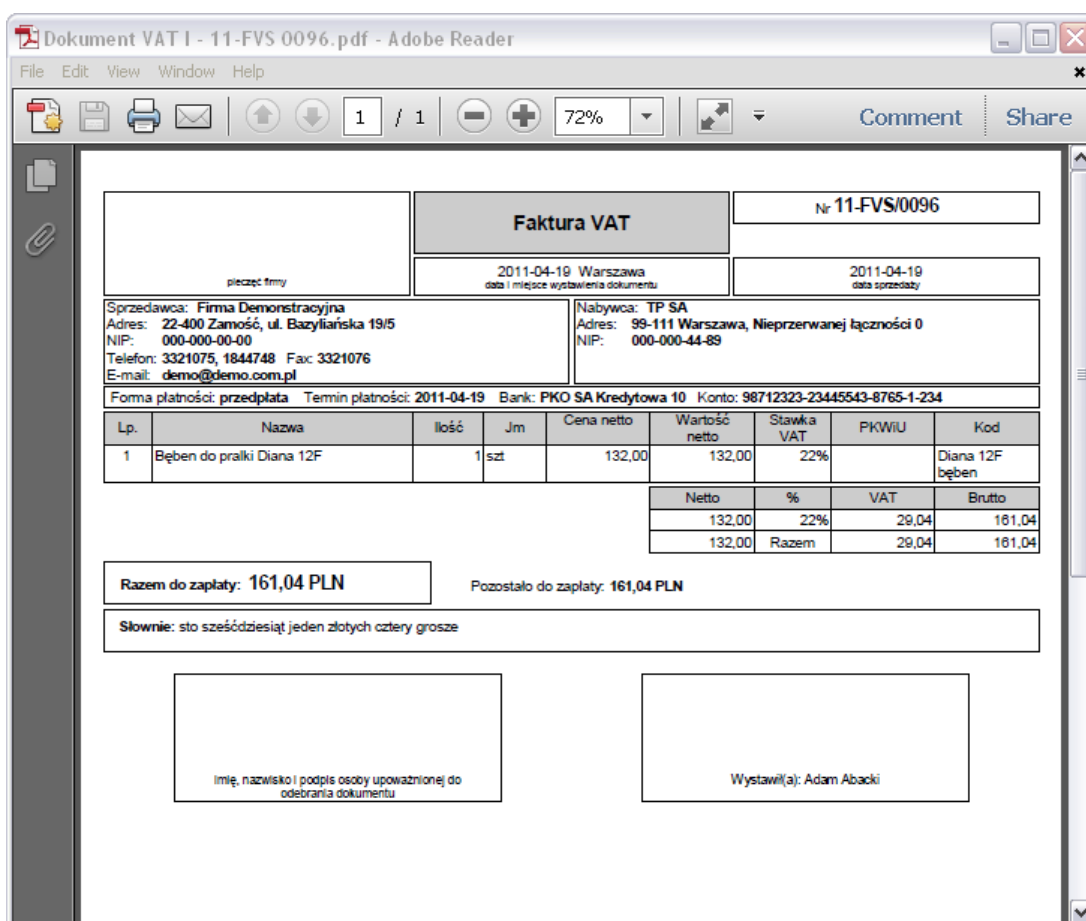 Dokument VAT I - 11-FVS 0096.pdf - Adobe Reader
File Edit View Window Help
1 / 1 72% Comment Share
Nr 11-FVS/0096
Faktura VAT
pieczęć firmy
2011-04-19 Warszawa
data i miejsce wystawienia dokumentu
2011-04-19
data sprzedaży
Sprzedawca: Firma Demonstracyjna
Adres: 22-400 Zamość, ul. Bazyliańska 19/5
NIP: 000-000-00-00
Telefon: 3321075, 1844748 Fax: 3321076
E-mail: demo@demo.com.pl
Nabywca: TP SA
Adres: 99-111 Warszawa, Nieprzerwanej łączności 0
NIP: 000-000-44-89
Forma płatności: przedpłata Termin płatności: 2011-04-19 Bank: PKO SA Kredytowa 10 Konto: 98712323-23445543-8765-1-234
Lp. Nazwa Ilość Jm Cena netto Wartość netto Stawka VAT PKWiU Kod
1 Bęben do pralki Diana 12F 1 szt 132,00 132,00 22% Diana 12F bęben
Netto % VAT Brutto
132,00 22% 29,04 161,04
132,00 Razem 29,04 161,04
Razem do zapłaty: 161,04 PLN
Pozostało do zapłaty: 161,04 PLN
Słownie: sto sześćdziesiąt jeden złotych cztery grosze
Imię, nazwisko i podpis osoby upoważnionej do
odebrania dokumentu
Wystawił(a): Adam Abacki